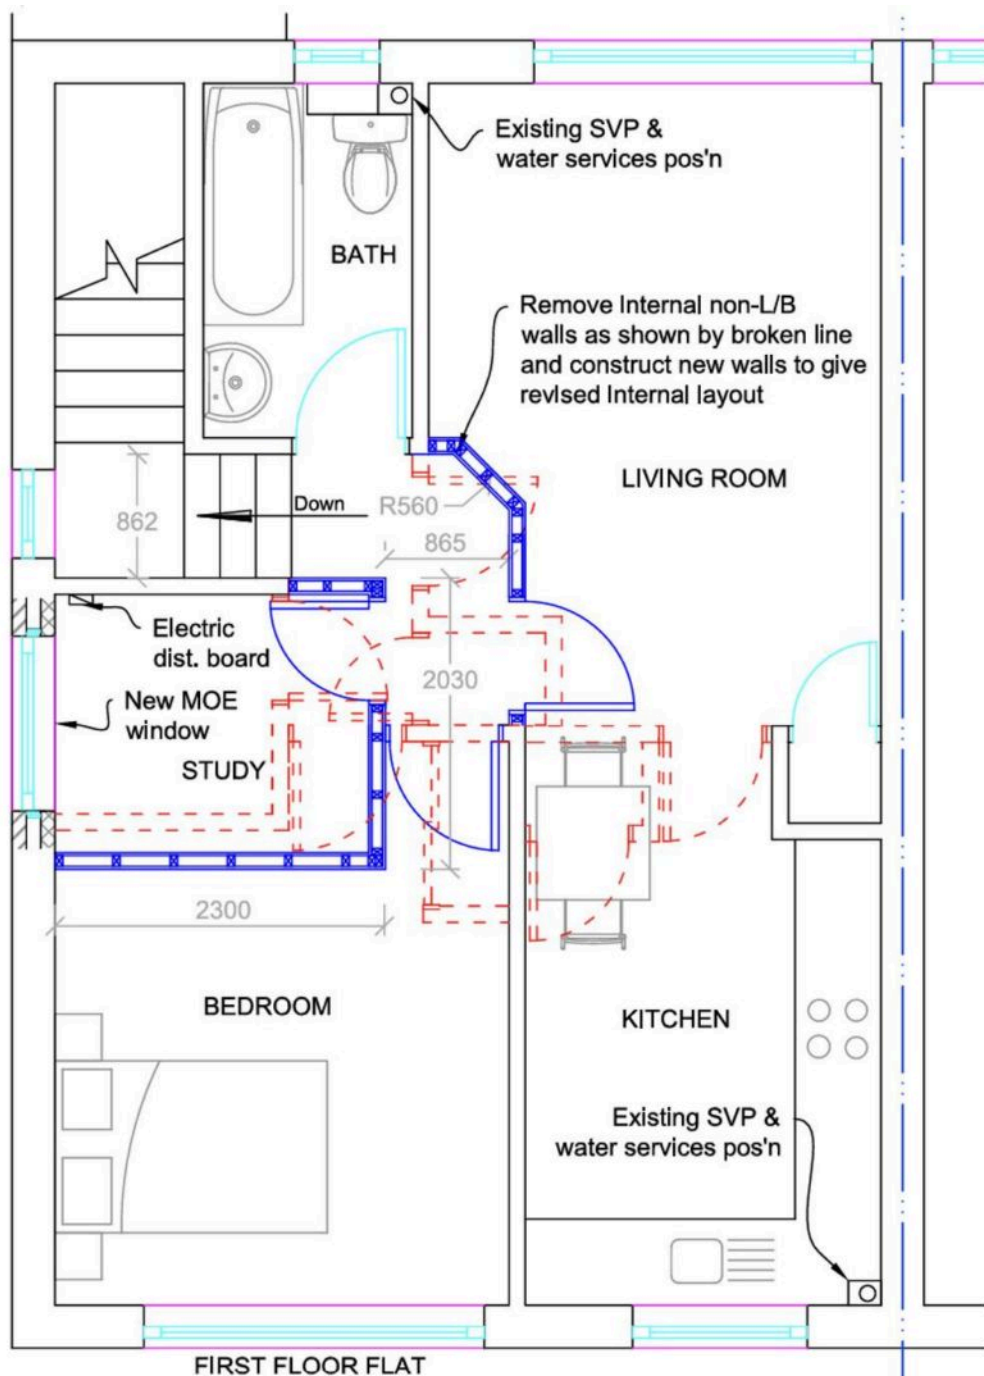 Existing SVP &
water services pos'n
BATH
Remove Internal non-L/B
walls as shown by broken line
and construct new walls to give
revised Internal layout
LIVING ROOM
R560
Down
862
865
Electric
dist. board
2030
New MOE
window
STUDY
2300
BEDROOM
KITCHEN
Existing SVP &
water services pos'n
FIRST FLOOR FLAT